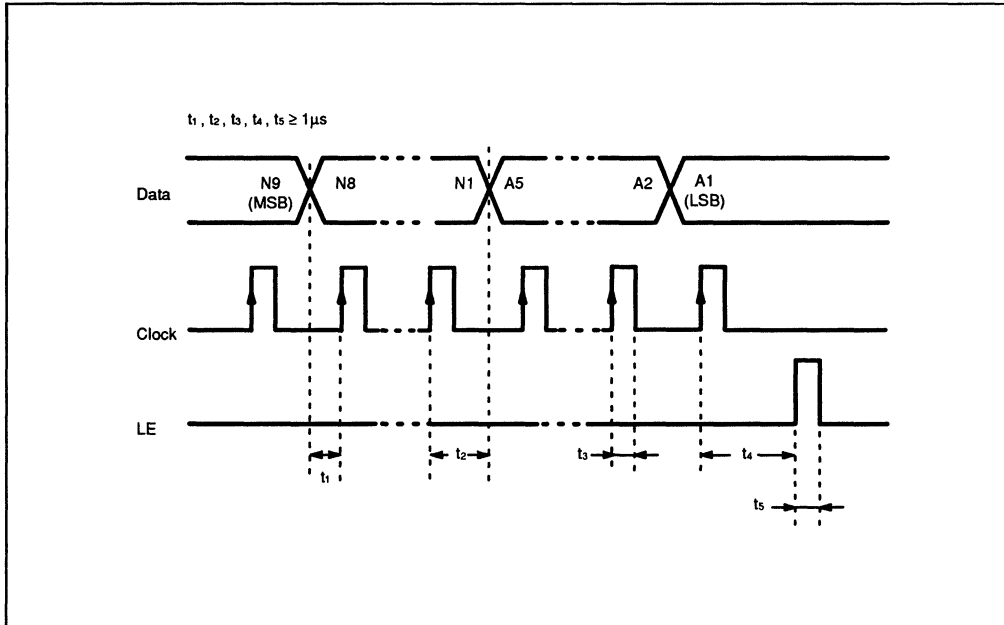 t1 , t2 , t3 , t4 , t5 ≥ 1μs
Data
N9
(MSB)
N8
N1
A5
A2
A1
(LSB)
Clock
LE
t1
t2
t3
t4
t5